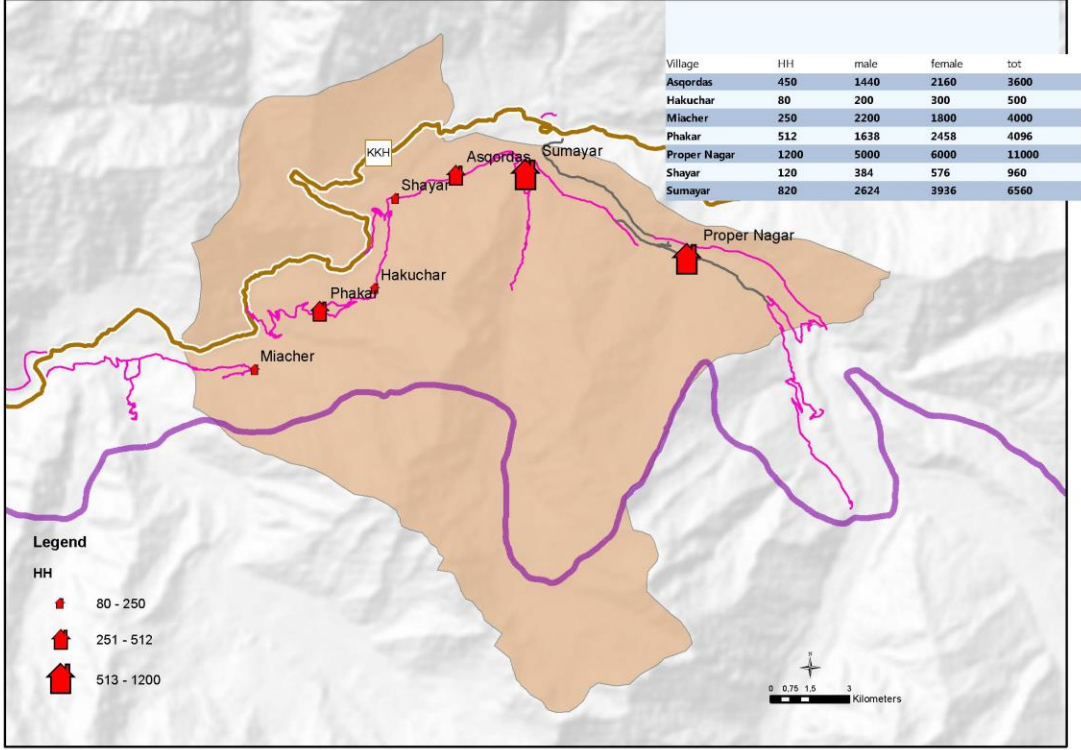 Village HH male female tot
Asqordas 450 1440 2160 3600
Hakuchar 80 200 300 500
Miacher 250 2200 1800 4000
Phakar 512 1638 2458 4096
Proper Nagar 1200 5000 6000 11000
Shayar 120 384 576 960
Sumayar 820 2624 3936 6560
KKH
Asqordas
Sumayar
Shayar
Proper Nagar
Hakuchar
Phakar
Miacher
Legend
HH
80 - 250
251 - 512
513 - 1200
N
0 0,75 1,5 3
Kilometers